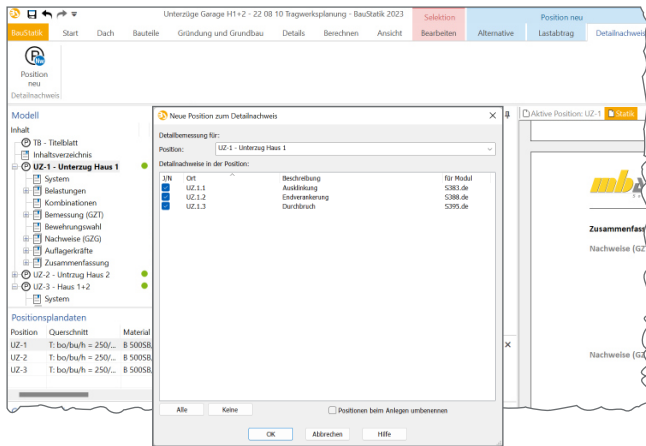 Unterzüge Garage H1+2 - 22 08 10 Tragwerksplanung - BauStatik 2023
Selektion
Position neu
BauStatik
Start
Dach
Bauteile
Gründung und Grundbau
Details
Berechnen
Ansicht
Bearbeiten
Alternative
Lastabtrag
Detailnachweis
Position
neu
Detailnachweis
Modell
Inhalt
TB - Titelblatt
Inhaltsverzeichnis
UZ-1 - Unterzug Haus 1
System
Belastungen
Kombinationen
Bemessung (GZT)
Bewehrungswahl
Nachweise (GZG)
Auflagerkräfte
Zusammenfassung
UZ-2 - Untrzug Haus 2
UZ-3 - Haus 1+2
System
Positionsplandaten
Position Querschnitt Material
UZ-1 T: bo/bu/h = 250/... B 500SB,
UZ-2 T: bo/bu/h = 250/... B 500SB,
UZ-3 T: bo/bu/h = 250/... B 500SB,
Neue Position zum Detailnachweis
Detailbemessung für:
Position: UZ-1 - Unterzug Haus 1
Detailnachweise in der Position:
J/N Ort Beschreibung für Modul
UZ.1.1 Ausklinkung S383.de
UZ.1.2 Endverankerung S388.de
UZ.1.3 Durchbruch S395.de
Alle
Keine
Positionen beim Anlegen umbenennen
OK
Abbrechen
Hilfe
Aktive Position: UZ-1
Statik
mb
Zusammenfass
Nachweise (GZ
Nachweise (GZ